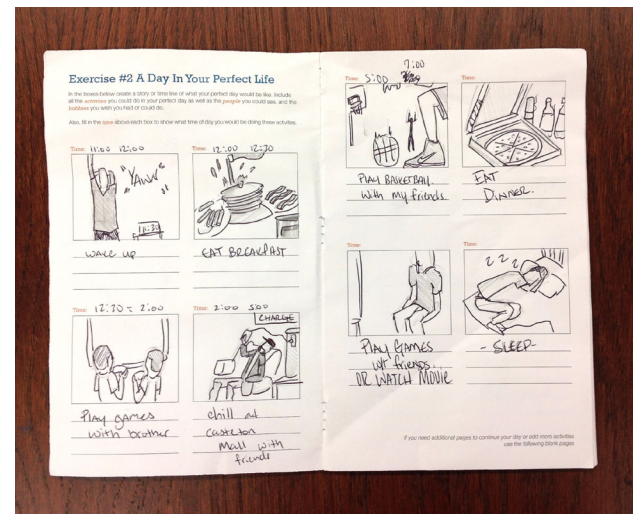 Exercise #2 A Day In Your Perfect Life
In the boxes below create a story or time line of what your perfect day would be like. Include
all the activities you could do in your perfect day as well as the people you could see, and the
hobbies you wish you had or could do.
Also, fill in the time above each box to show what time of day you would be doing these activities.
Time: 11:00 12:00
"YAWN"
11:30
WAKE UP
Time: 12:00 12:30
EAT BREAKFAST
Time: 12:30 - 2:00
Play games
with brother
Time: 2:00 5:00
CHARGE
chill at
Castleton
Mall with
friends
Time: 5:00 7:00
PLAY BASKETBALL
with my friends
Time:
EAT
DINNER.
Time:
PLAY GAMES
w/ friends..
OR WATCH MOVIE
Time:
z z z
- SLEEP -
If you need additional pages to continue your day or add more activities
use the following blank pages